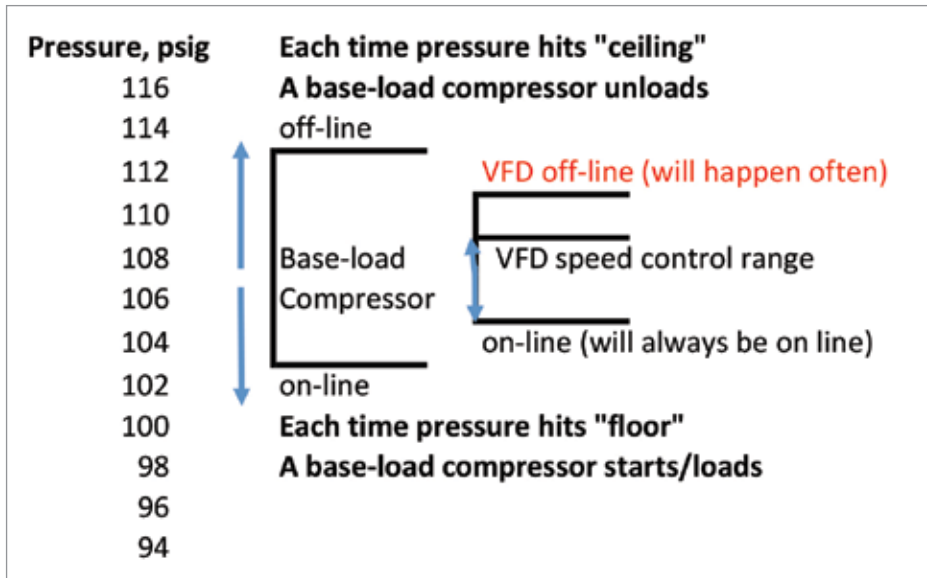 Pressure, psig Each time pressure hits "ceiling"
116 A base-load compressor unloads
114 off-line
112 VFD off-line (will happen often)
110
108 Base-load VFD speed control range
106 Compressor
104 on-line (will always be on line)
102 on-line
100 Each time pressure hits "floor"
98 A base-load compressor starts/loads
96
94